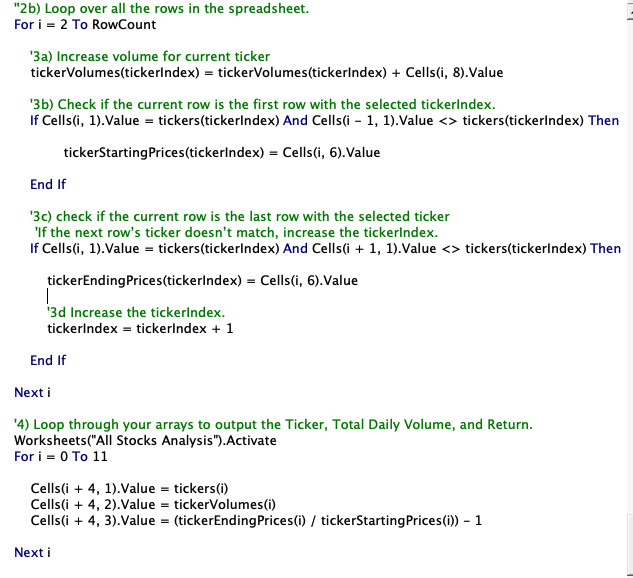 "2b) Loop over all the rows in the spreadsheet.
For i = 2 To RowCount
'3a) Increase volume for current ticker
tickerVolumes(tickerIndex) = tickerVolumes(tickerIndex) + Cells(i, 8).Value
'3b) Check if the current row is the first row with the selected tickerIndex.
If Cells(i, 1).Value = tickers(tickerIndex) And Cells(i - 1, 1).Value <> tickers(tickerIndex) Then
tickerStartingPrices(tickerIndex) = Cells(i, 6).Value
End If
'3c) check if the current row is the last row with the selected ticker
'If the next row's ticker doesn't match, increase the tickerIndex.
If Cells(i, 1).Value = tickers(tickerIndex) And Cells(i + 1, 1).Value <> tickers(tickerIndex) Then
tickerEndingPrices(tickerIndex) = Cells(i, 6).Value
'3d Increase the tickerIndex.
tickerIndex = tickerIndex + 1
End If
Next i
'4) Loop through your arrays to output the Ticker, Total Daily Volume, and Return.
Worksheets("All Stocks Analysis").Activate
For i = 0 To 11
Cells(i + 4, 1).Value = tickers(i)
Cells(i + 4, 2).Value = tickerVolumes(i)
Cells(i + 4, 3).Value = (tickerEndingPrices(i) / tickerStartingPrices(i)) - 1
Next i